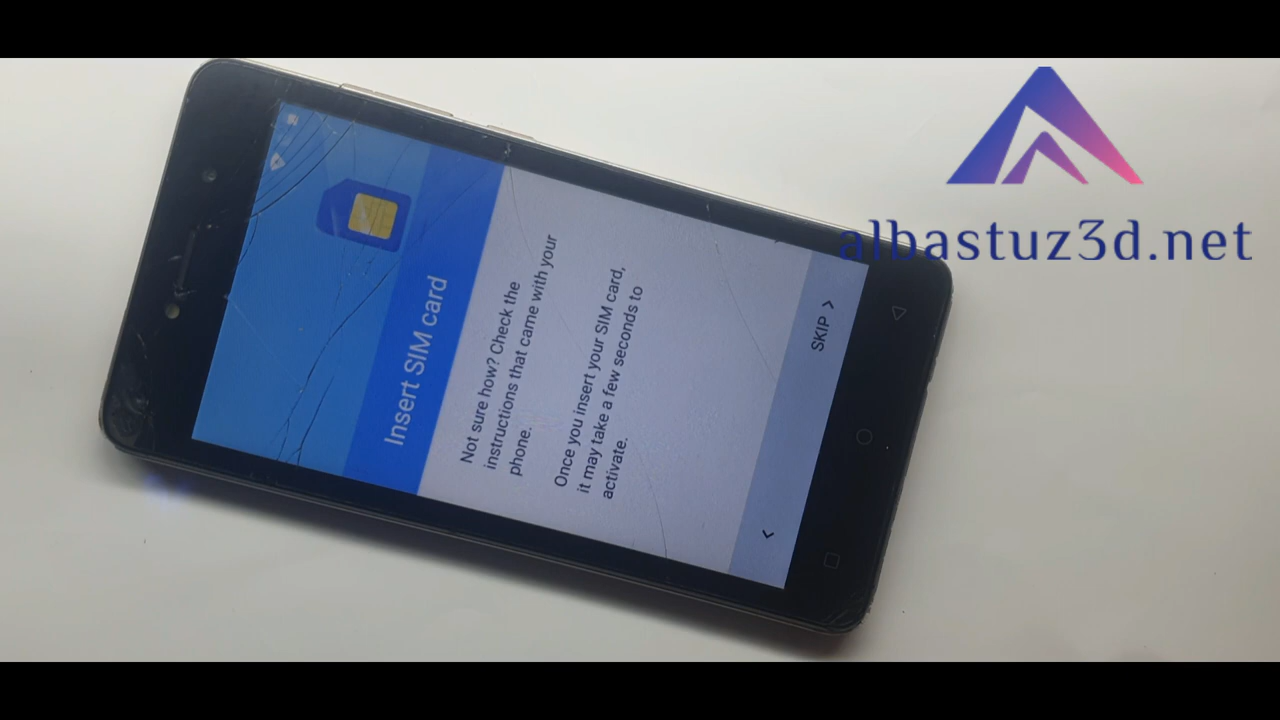 albastuz3d.net
Insert SIM card
Not sure how? Check the
instructions that came with your
phone.
Once you insert your SIM card,
it may take a few seconds to
activate.
SKIP >
<